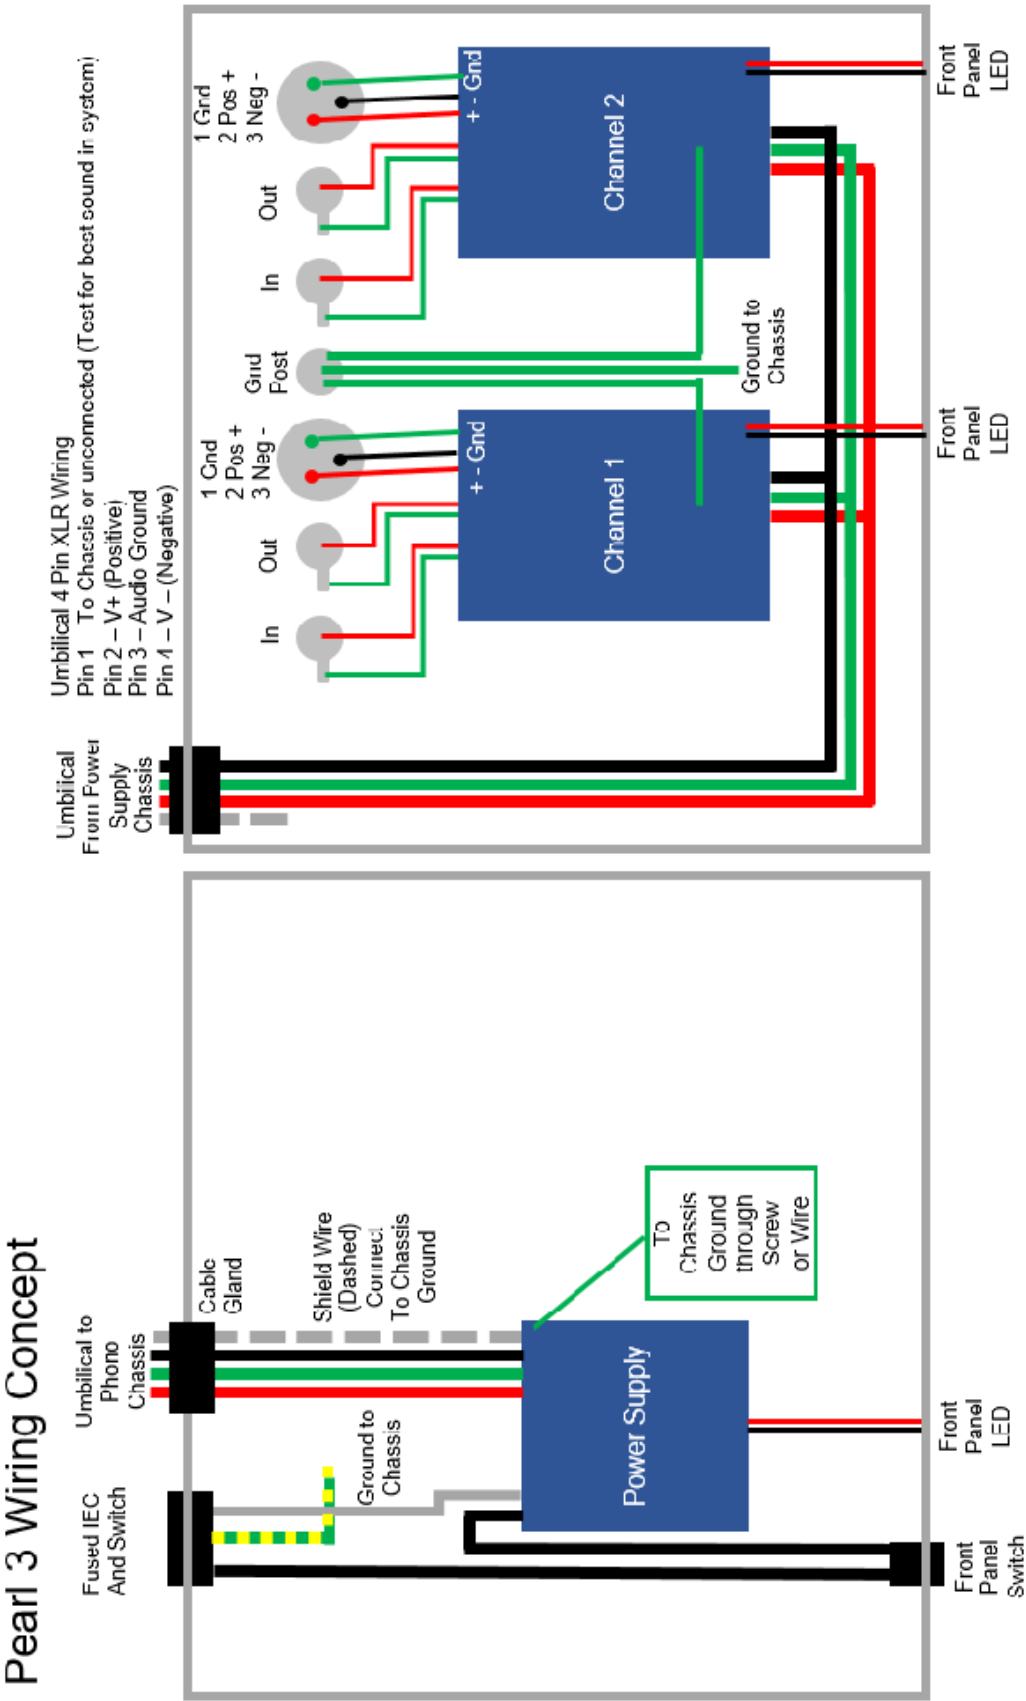 Pearl 3 Wiring Concept
Fused IEC
And Switch
Umbilical to
Phono
Chassis
Cable
Gland
Shield Wire
(Dashed)
Connect
To Chassis
Ground
Ground to
Chassis
Power Supply
To
Chassis
Ground
through
Screw
or Wire
Front
Panel
Switch
Front
Panel
LED
Umbilical
From Power
Supply
Chassis
Umbilical 4 Pin XLR Wiring
Pin 1 To Chassis or unconnected (Test for best sound in system)
Pin 2 – V+ (Positive)
Pin 3 – Audio Ground
Pin 4 – V – (Negative)
In
Out
1 Gnd
2 Pos +
3 Neg -
Gnd
Post
In
Out
1 Gnd
2 Pos +
3 Neg -
+ - Gnd
Channel 1
+ - Gnd
Channel 2
Ground to
Chassis
Front
Panel
LED
Front
Panel
LED